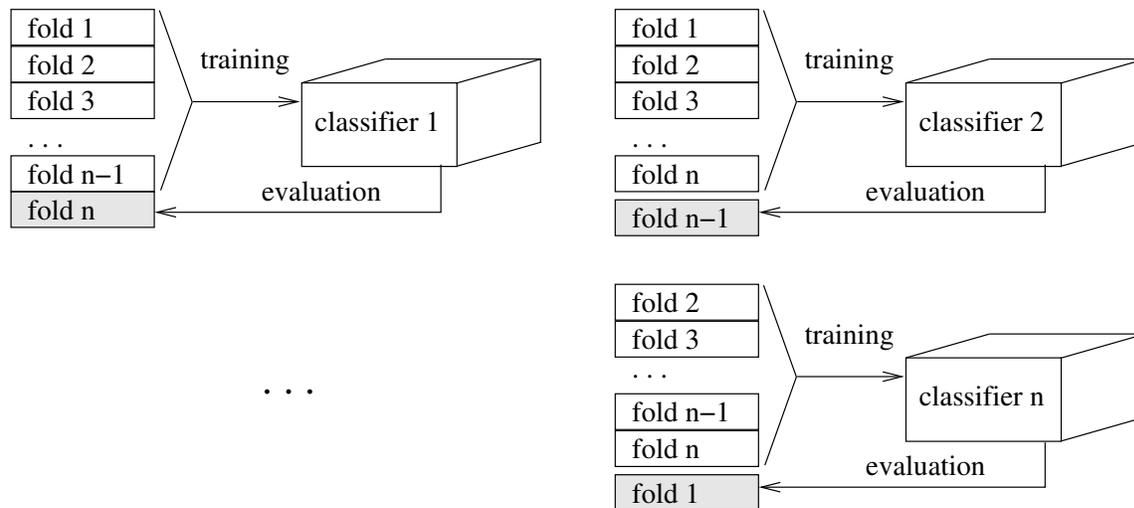 fold 1
fold 2
fold 3
. . .
fold n−1
fold n
training
classifier 1
evaluation
fold 1
fold 2
fold 3
. . .
fold n
fold n−1
training
classifier 2
evaluation
. . .
fold 2
fold 3
. . .
fold n−1
fold n
fold 1
training
classifier n
evaluation